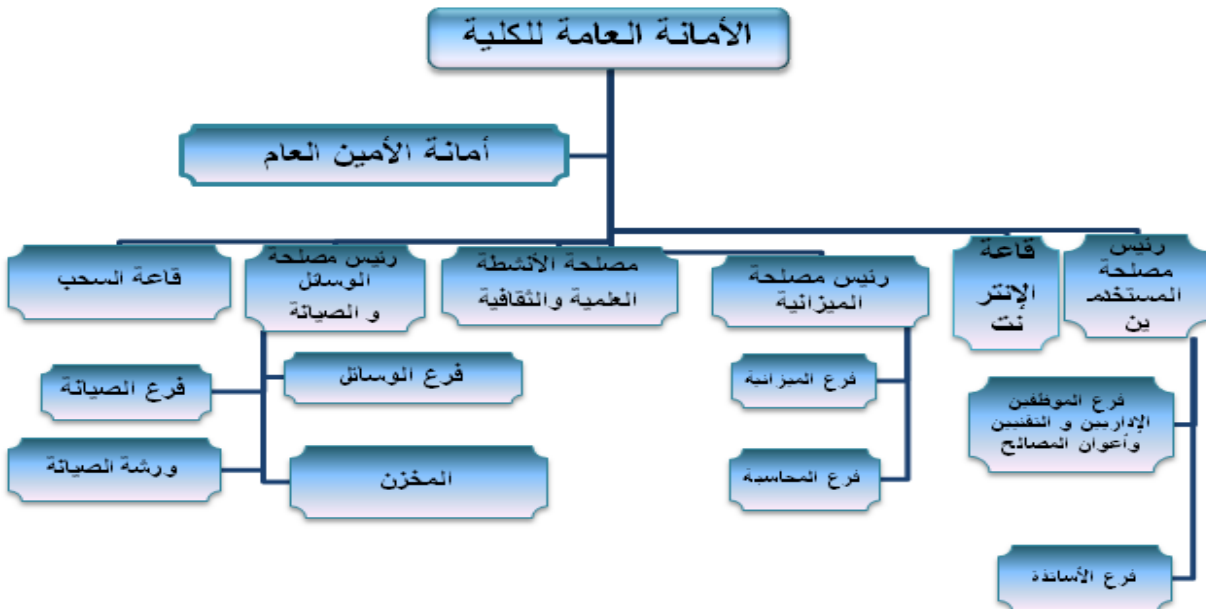 الأمانة العامة للكلية
أمانة الأمين العام
رئيس
مصلحة
المستخدمـ
ين
قاعة
الإنتر
نت
رئيس مصلحة
الميزانية
مصلحة الأنشطة
العلمية والثقافية
رئيس مصلحة
الوسائل
و الصيانة
قاعة السحب
فرع الموظفين
الإداريين و التقنيين
وأعوان المصالح
فرع الأساتذة
فرع الميزانية
فرع المحاسبة
فرع الوسائل
المخزن
فرع الصيانة
ورشة الصيانة